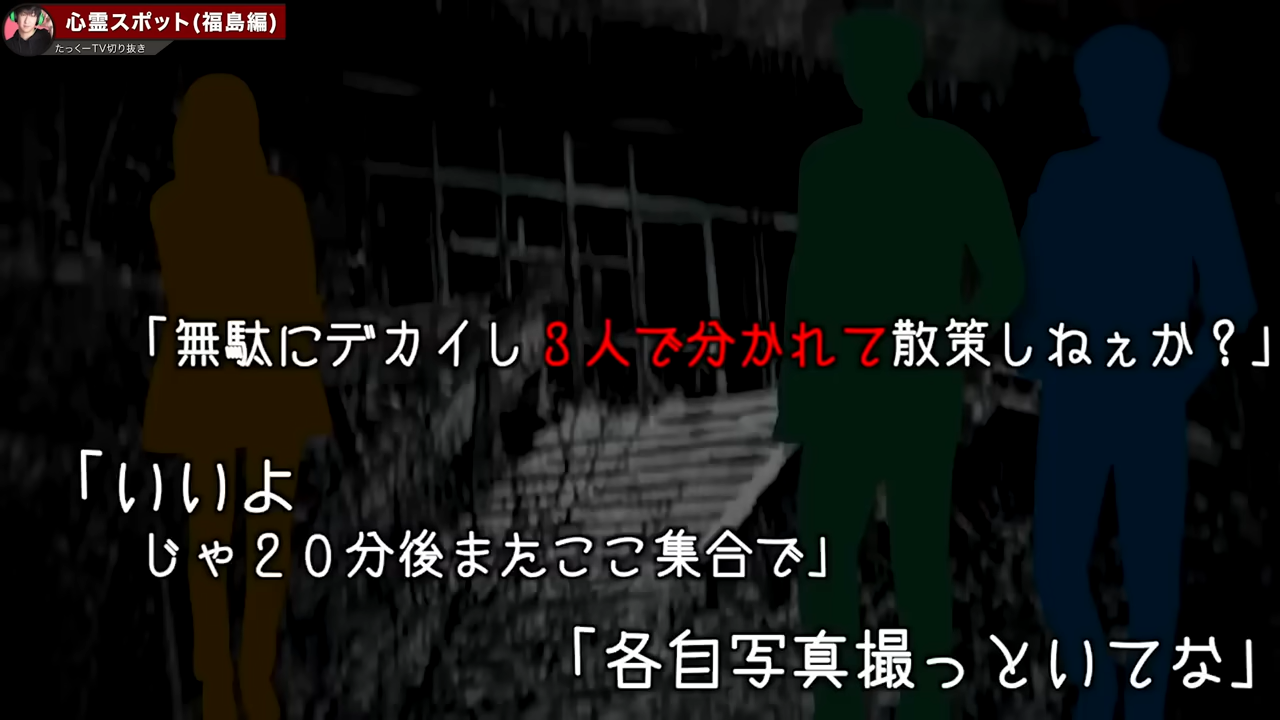 心霊スポット(福島編)
たっくーTV切り抜き
「無駄にデカイし３人で分かれて散策しねぇか？」
「いいよ
じゃ２０分後またここ集合で」
「各自写真撮っといてな」